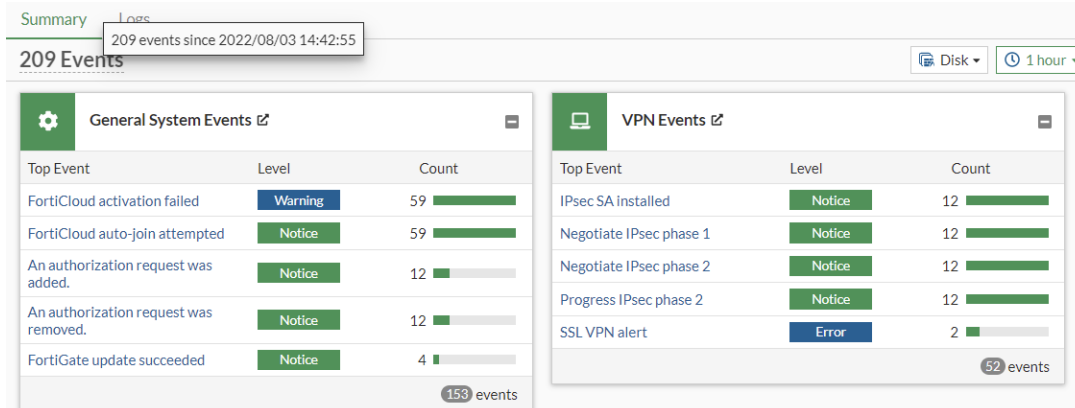 Summary Logs
209 events since 2022/08/03 14:42:55
209 Events
Disk
1 hour
General System Events
Top Event Level Count
FortiCloud activation failed Warning 59
FortiCloud auto-join attempted Notice 59
An authorization request was
added. Notice 12
An authorization request was
removed. Notice 12
FortiGate update succeeded Notice 4
153 events
VPN Events
Top Event Level Count
IPsec SA installed Notice 12
Negotiate IPsec phase 1 Notice 12
Negotiate IPsec phase 2 Notice 12
Progress IPsec phase 2 Notice 12
SSL VPN alert Error 2
52 events